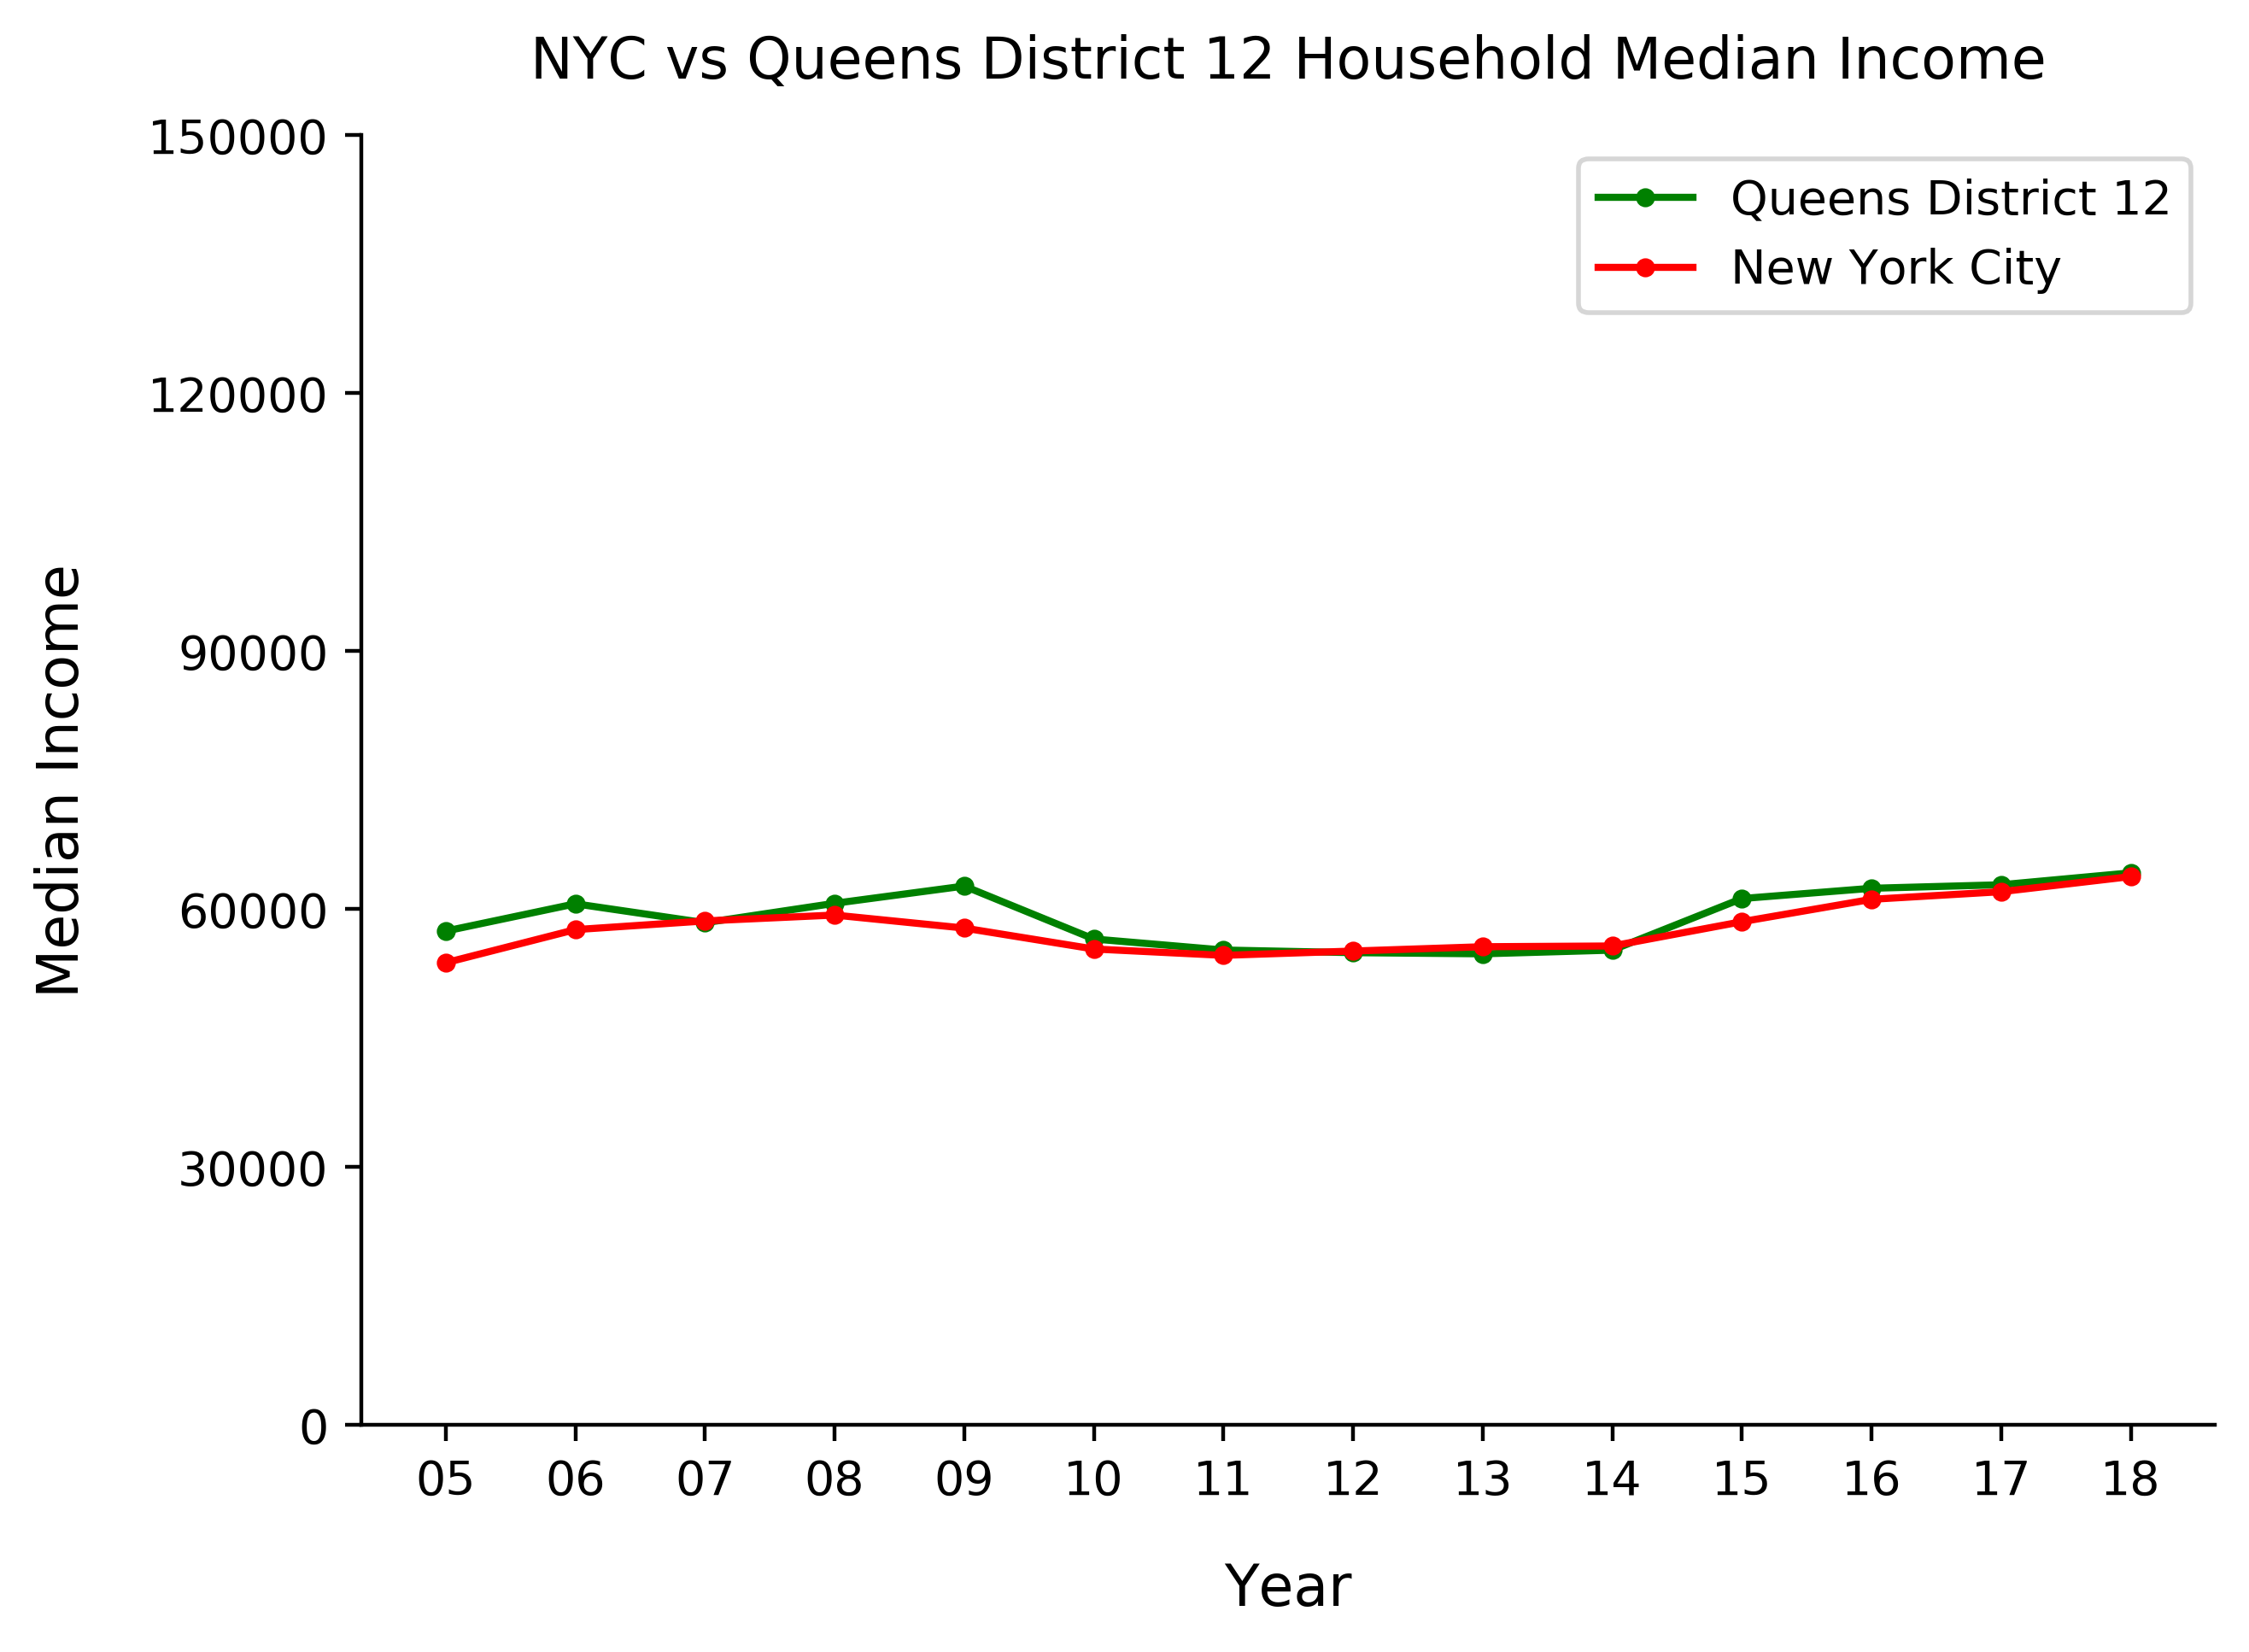 NYC vs Queens District 12 Household Median Income
150000
120000
90000
60000
30000
0
Median Income
Queens District 12
New York City
05 06 07 08 09 10 11 12 13 14 15 16 17 18
Year